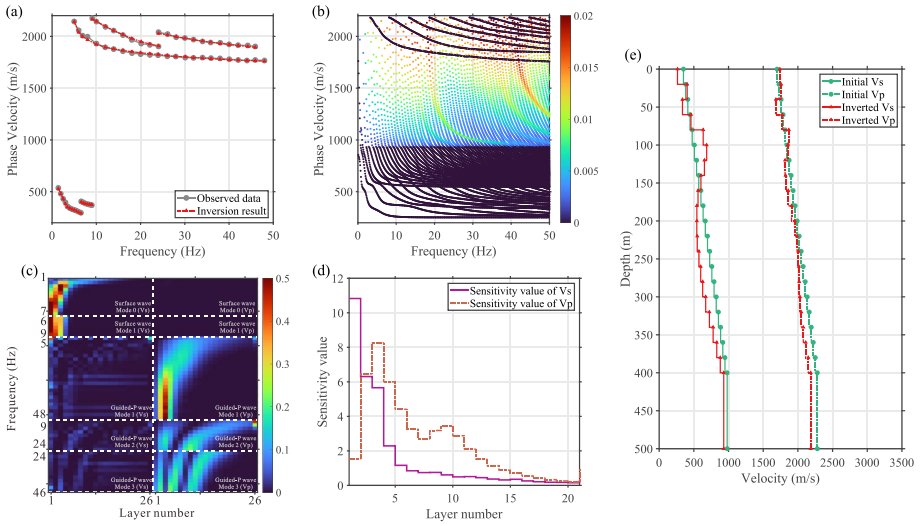 (a)
2000
1500
1000
500
Phase Velocity (m/s)
0 10 20 30 40 50
Frequency (Hz)
Observed data
Inversion result
(b)
2000
1500
1000
500
Phase Velocity (m/s)
0 10 20 30 40 50
Frequency (Hz)
0.02
0.015
0.01
0.005
0
(c)
1
7
6
9
5
48
9
24
24
46
Frequency (Hz)
Surface wave
Mode 0 (Vs)
Surface wave
Mode 0 (Vp)
Surface wave
Mode 1 (Vs)
Surface wave
Mode 1 (Vp)
Guided-P wave
Mode 1 (Vs)
Guided-P wave
Mode 1 (Vp)
Guided-P wave
Mode 2 (Vs)
Guided-P wave
Mode 2 (Vp)
Guided-P wave
Mode 3 (Vs)
Guided-P wave
Mode 3 (Vp)
1 26 1 26
Layer number
0.5
0.4
0.3
0.2
0.1
0
(d)
12
10
8
6
4
2
0
Sensitivity value
Sensitivity value of Vs
Sensitivity value of Vp
5 10 15 20
Layer number
(e)
0
50
100
150
200
250
300
350
400
450
500
Depth (m)
Initial Vs
Initial Vp
Inverted Vs
Inverted Vp
0 500 1000 1500 2000 2500 3000 3500
Velocity (m/s)